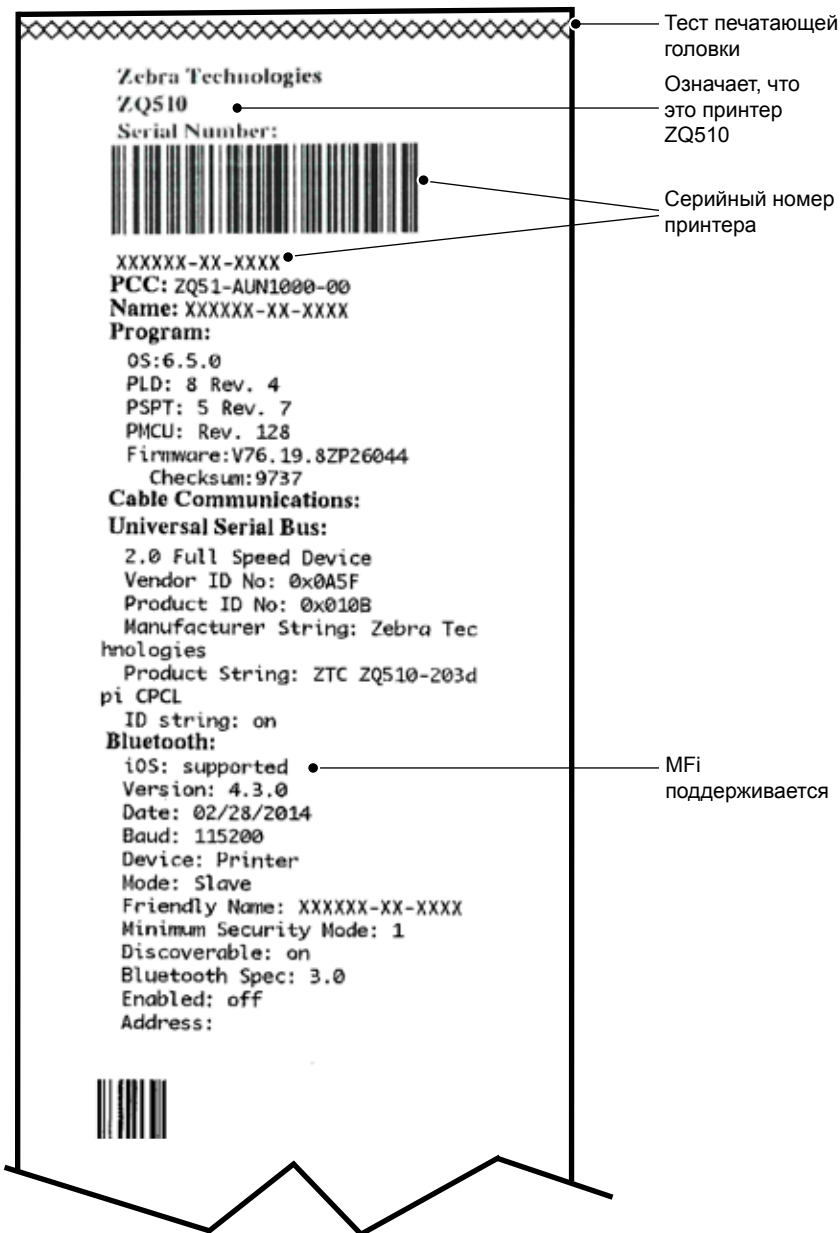 Zebra Technologies
ZQ510
Serial Number:
XXXXXX-XX-XXXX
PCC: ZQ51-AUN1000-00
Name: XXXXXX-XX-XXXX
Program:
OS:6.5.0
PLD: 8 Rev. 4
PSPT: 5 Rev. 7
PMCU: Rev. 128
Firmware:V76.19.8ZP26044
Checksum:9737
Cable Communications:
Universal Serial Bus:
2.0 Full Speed Device
Vendor ID No: 0x0A5F
Product ID No: 0x010B
Manufacturer String: Zebra Tec
hnologies
Product String: ZTC ZQ510-203d
pi CPCL
ID string: on
Bluetooth:
iOS: supported
Version: 4.3.0
Date: 02/28/2014
Baud: 115200
Device: Printer
Mode: Slave
Friendly Name: XXXXXX-XX-XXXX
Minimum Security Mode: 1
Discoverable: on
Bluetooth Spec: 3.0
Enabled: off
Address:
Тест печатающей
головки
Означает, что
это принтер
ZQ510
Серийный номер
принтера
MFi
поддерживается